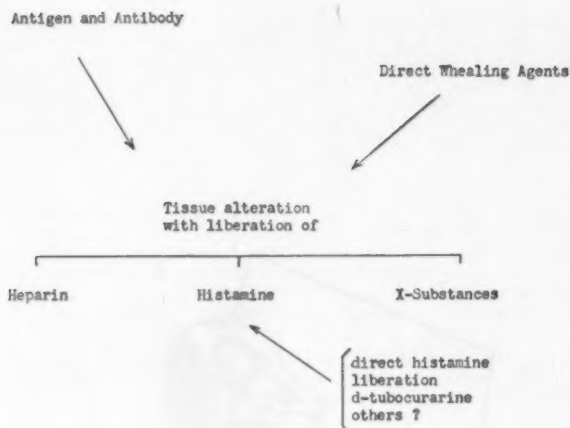 Antigen and Antibody
Direct Whealing Agents
Tissue alteration
with liberation of
Heparin
Histamine
X-Substances
direct histamine
liberation
d-tubocurarine
others ?